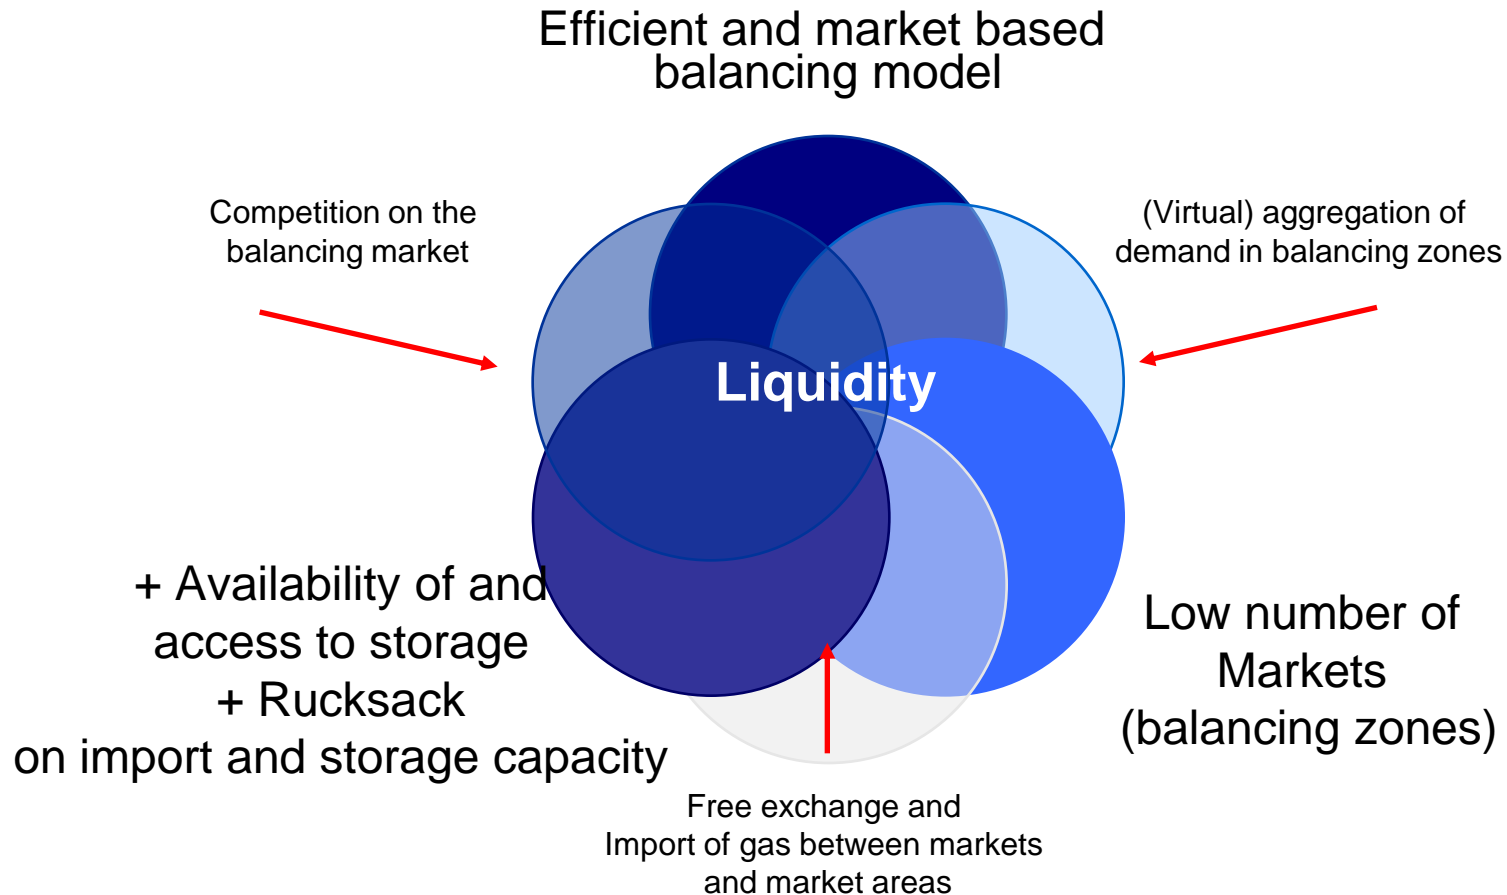 Efficient and market based
balancing model
Competition on the
balancing market
(Virtual) aggregation of
demand in balancing zones
Liquidity
+ Availability of and
access to storage
+ Rucksack
on import and storage capacity
Low number of
Markets
(balancing zones)
Free exchange and
Import of gas between markets
and market areas